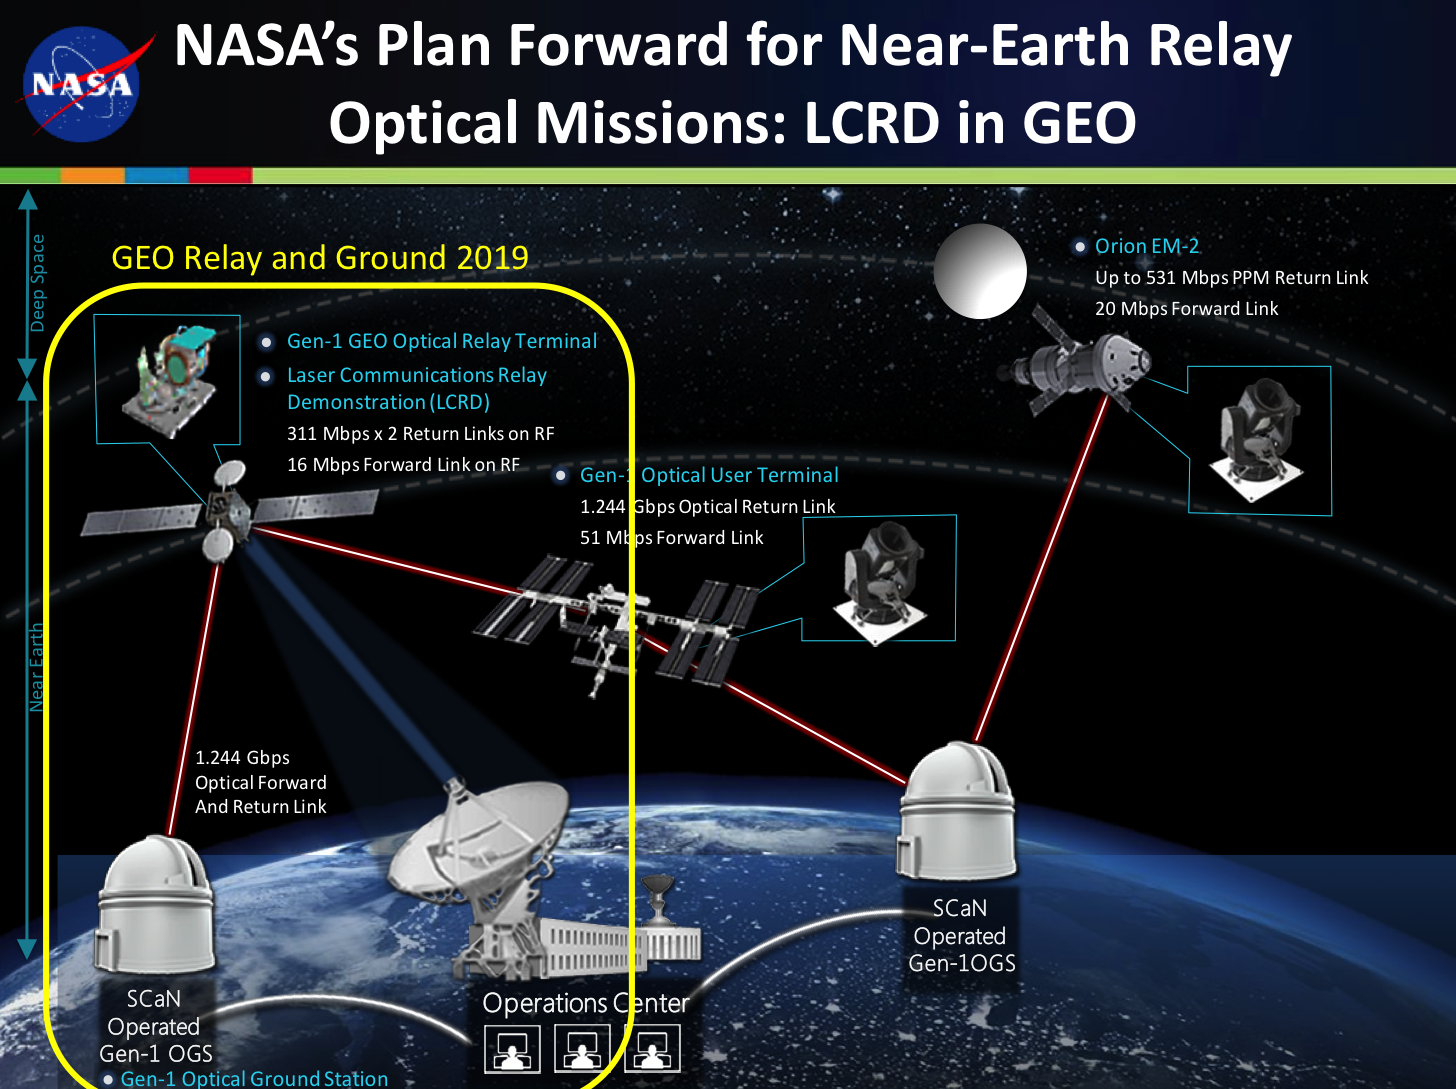 NASA
NASA's Plan Forward for Near-Earth Relay
Optical Missions: LCRD in GEO
Deep Space
Near Earth
GEO Relay and Ground 2019
Gen-1 GEO Optical Relay Terminal
Laser Communications Relay
Demonstration (LCRD)
311 Mbps x 2 Return Links on RF
16 Mbps Forward Link on RF
Gen-1 Optical User Terminal
1.244 Gbps Optical Return Link
51 Mbps Forward Link
Orion EM-2
Up to 531 Mbps PPM Return Link
20 Mbps Forward Link
1.244 Gbps
Optical Forward
And Return Link
SCaN
Operated
Gen-1 OGS
Gen-1 Optical Ground Station
Operations Center
SCaN
Operated
Gen-1OGS